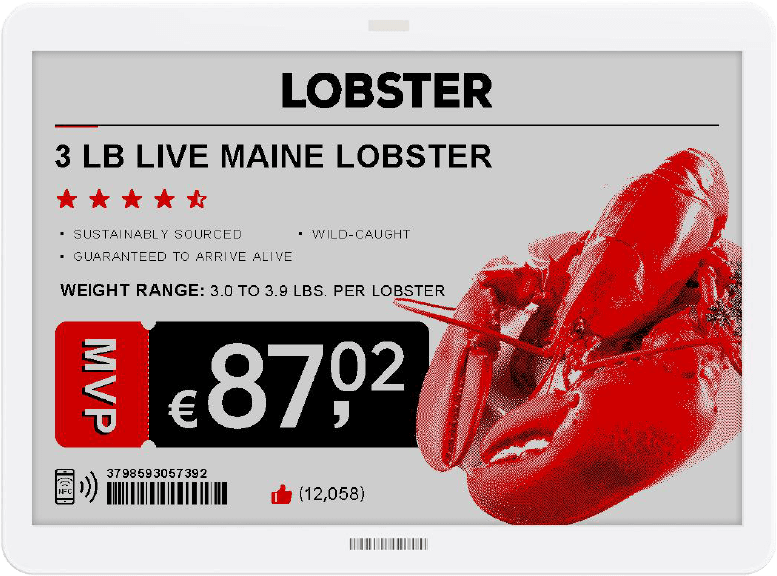 LOBSTER
3 LB LIVE MAINE LOBSTER
• SUSTAINABLY SOURCED • WILD-CAUGHT
• GUARANTEED TO ARRIVE ALIVE
WEIGHT RANGE: 3.0 TO 3.9 LBS. PER LOBSTER
MVP
€87,02
NFC
3798593057392
(12,058)